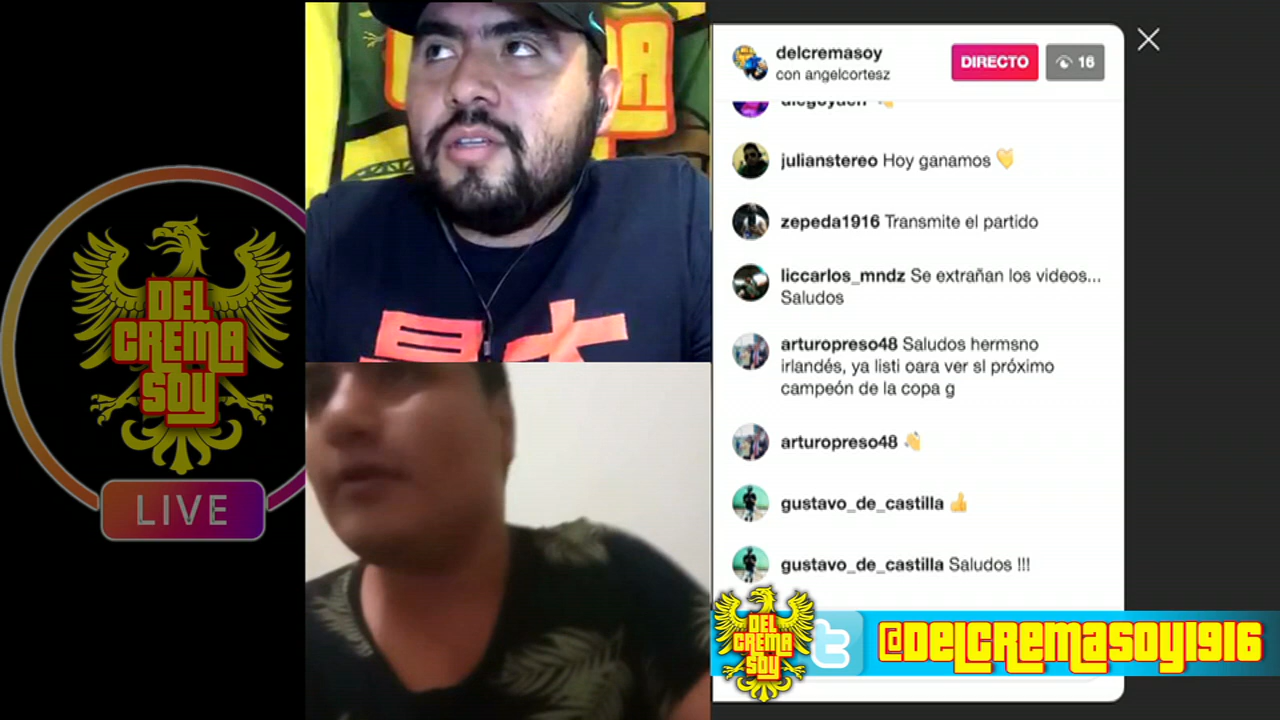 DEL
CREMA
SOY
LIVE
delcremasoy
con angelcortesz
DIRECTO
16
julianstereo Hoy ganamos
zepeda1916 Transmite el partido
liccarlos_mndz Se extrañan los videos...
Saludos
arturopreso48 Saludos hermsno
irlandés, ya listi oara ver sl próximo
campeón de la copa g
arturopreso48
gustavo_de_castilla
gustavo_de_castilla Saludos !!!
DEL
CREMA
SOY
@DELCREMASOY1916